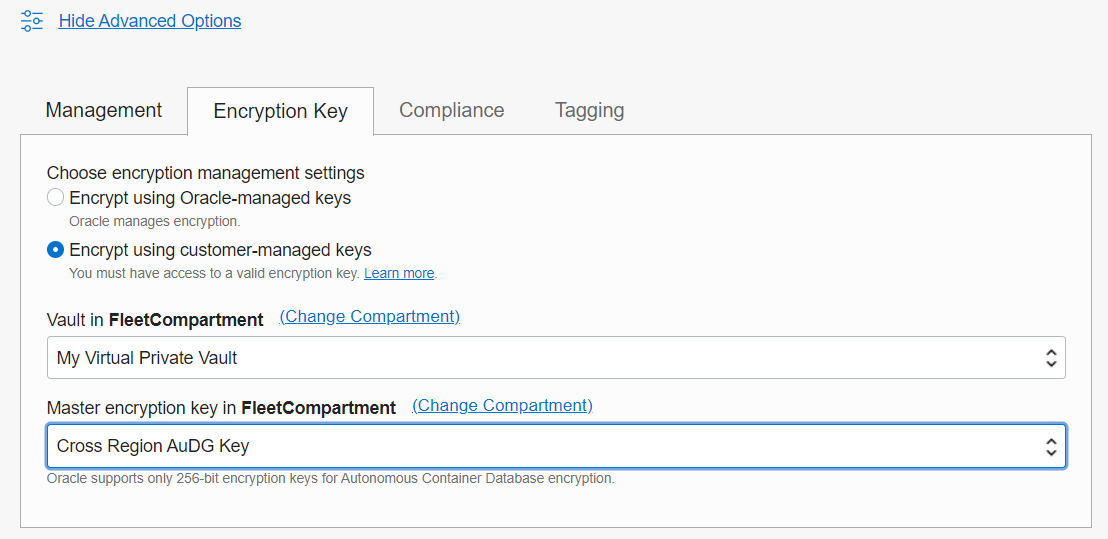 Hide Advanced Options
Management Encryption Key Compliance Tagging
Choose encryption management settings
Encrypt using Oracle-managed keys
Oracle manages encryption.
Encrypt using customer-managed keys
You must have access to a valid encryption key. Learn more.
Vault in FleetCompartment (Change Compartment)
My Virtual Private Vault
Master encryption key in FleetCompartment (Change Compartment)
Cross Region AuDG Key
Oracle supports only 256-bit encryption keys for Autonomous Container Database encryption.